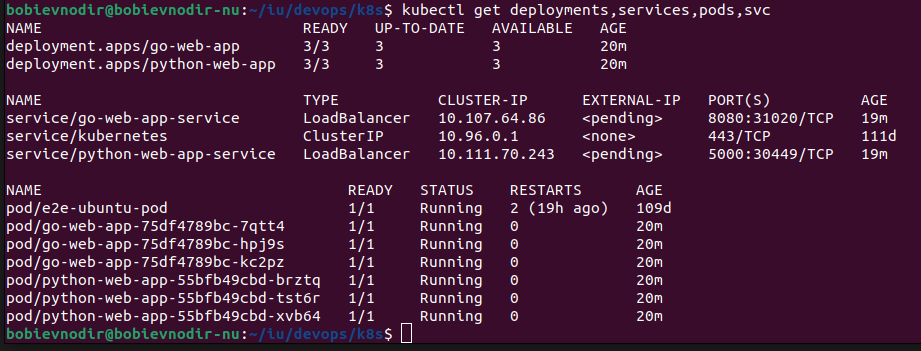 bobievnodir@bobievnodir-nu:~/iu/devops/k8s$ kubectl get deployments,services,pods,svc
NAME                             READY   UP-TO-DATE   AVAILABLE   AGE
deployment.apps/go-web-app       3/3     3            3           20m
deployment.apps/python-web-app   3/3     3            3           20m

NAME                             TYPE           CLUSTER-IP      EXTERNAL-IP   PORT(S)          AGE
service/go-web-app-service       LoadBalancer   10.107.64.86    <pending>     8080:31020/TCP   19m
service/kubernetes               ClusterIP      10.96.0.1       <none>        443/TCP          111d
service/python-web-app-service   LoadBalancer   10.111.70.243   <pending>     5000:30449/TCP   19m

NAME                                  READY   STATUS    RESTARTS      AGE
pod/e2e-ubuntu-pod                    1/1     Running   2 (19h ago)   109d
pod/go-web-app-75df4789bc-7qtt4       1/1     Running   0             20m
pod/go-web-app-75df4789bc-hpj9s       1/1     Running   0             20m
pod/go-web-app-75df4789bc-kc2pz       1/1     Running   0             20m
pod/python-web-app-55bfb49cbd-brztq   1/1     Running   0             20m
pod/python-web-app-55bfb49cbd-tst6r   1/1     Running   0             20m
pod/python-web-app-55bfb49cbd-xvb64   1/1     Running   0             20m
bobievnodir@bobievnodir-nu:~/iu/devops/k8s$